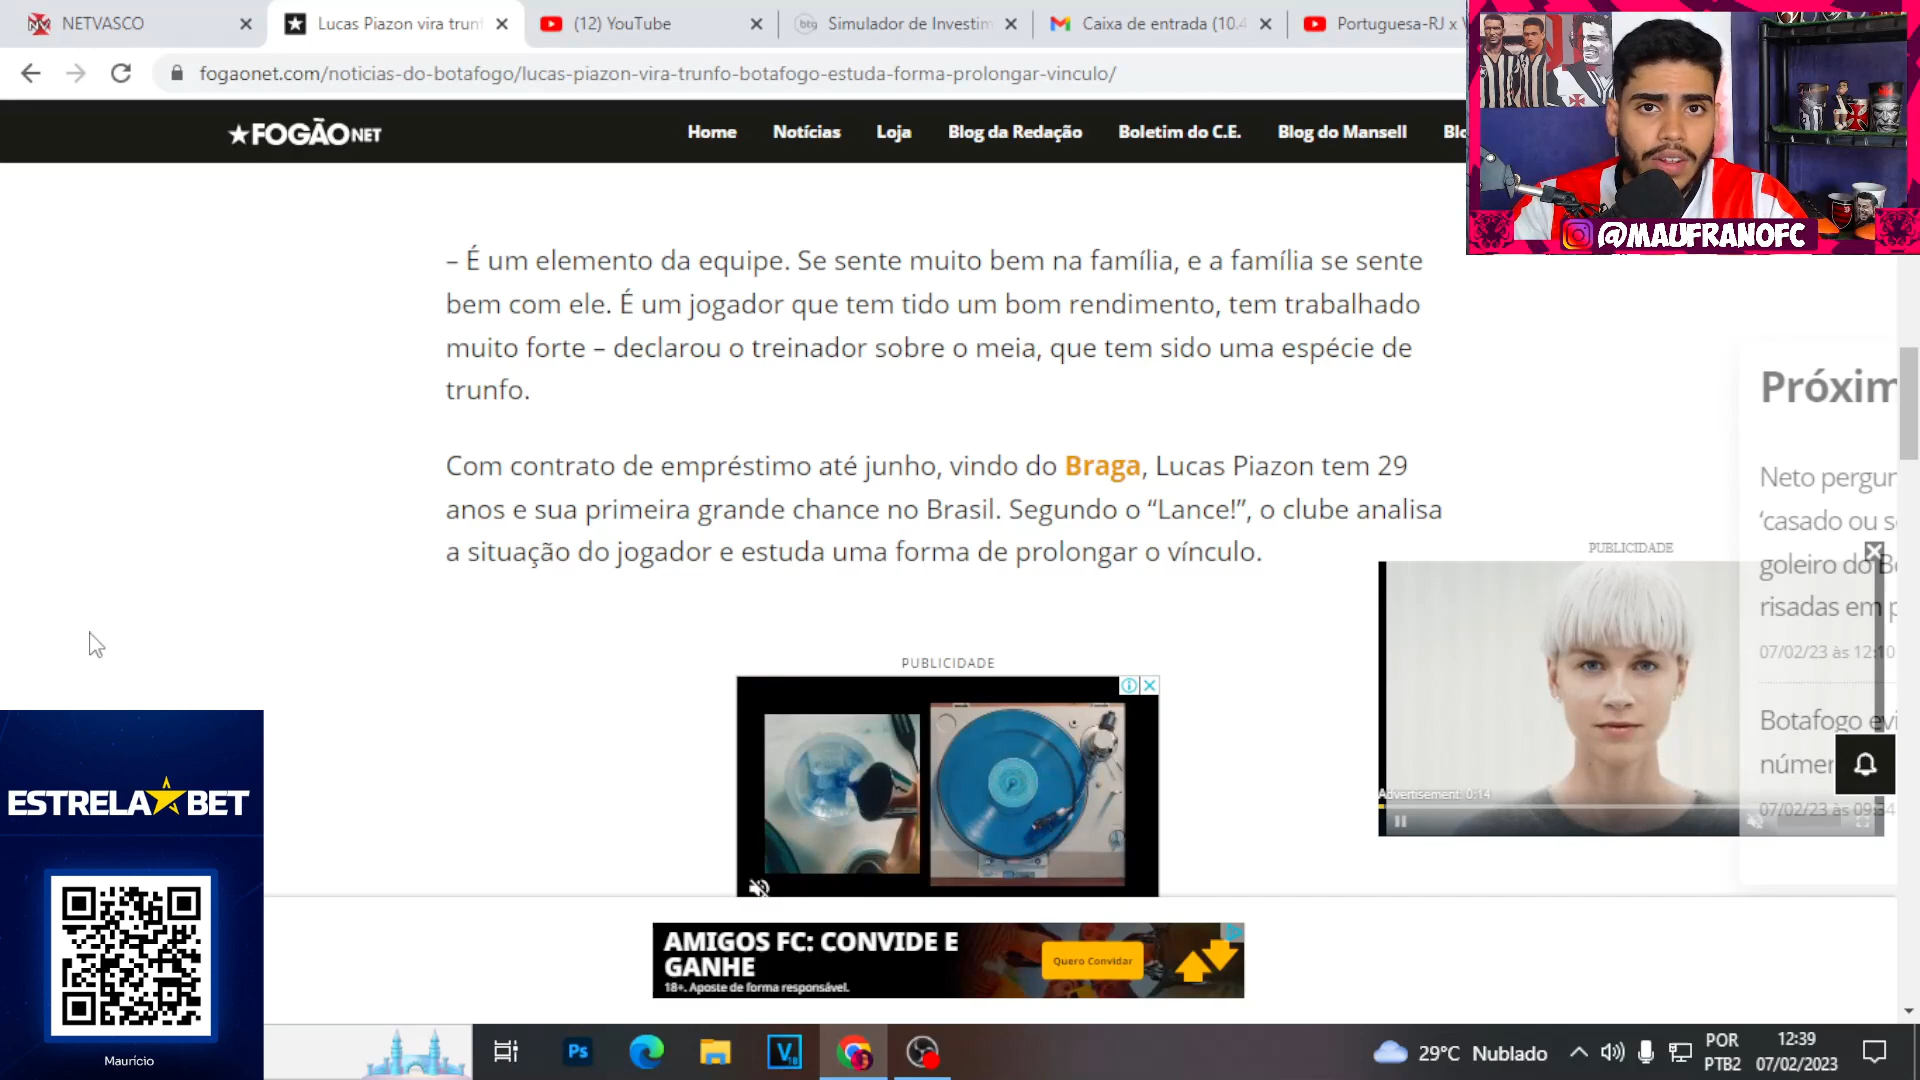 NETVASCO
Lucas Piazon vira trunf
(12) YouTube
btg
Simulador de Investim
Caixa de entrada (10.4
Portuguesa-RJ x V
fogaonet.com/noticias-do-botafogo/lucas-piazon-vira-trunfo-botafogo-estuda-forma-prolongar-vinculo/
FOGÃONET
Home
Notícias
Loja
Blog da Redação
Boletim do C.E.
Blog do Mansell
Blo
@MAUFRANOFC
– É um elemento da equipe. Se sente muito bem na família, e a família se sente
bem com ele. É um jogador que tem tido um bom rendimento, tem trabalhado
muito forte – declarou o treinador sobre o meia, que tem sido uma espécie de
trunfo.
Com contrato de empréstimo até junho, vindo do Braga, Lucas Piazon tem 29
anos e sua primeira grande chance no Brasil. Segundo o “Lance!”, o clube analisa
a situação do jogador e estuda uma forma de prolongar o vínculo.
Próxim
Neto pergun
‘casado ou s
goleiro do Bo
risadas em p
07/02/23 às 12:10
Botafogo evi
númer
07/02/23 às 09:34
PUBLICIDADE
Advertisement: 0:14
PUBLICIDADE
ESTRELA BET
Maurício
AMIGOS FC: CONVIDE E
GANHE
18+. Aposte de forma responsável.
Quero Convidar
Ps
V
18
29°C Nublado
POR
PTB2
12:39
07/02/2023